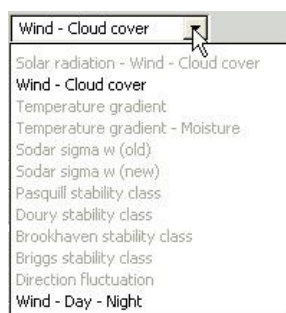 Wind - Cloud cover
Solar radiation - Wind - Cloud cover
Wind - Cloud cover
Temperature gradient
Temperature gradient - Moisture
Sodar sigma w (old)
Sodar sigma w (new)
Pasquill stability class
Doury stability class
Brookhaven stability class
Briggs stability class
Direction fluctuation
Wind - Day - Night